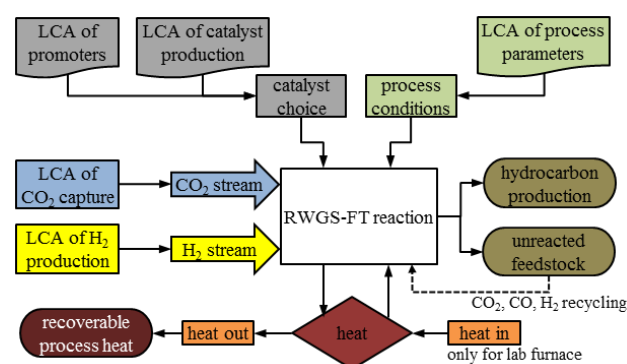 LCA of
promoters
LCA of catalyst
production
LCA of process
parameters
catalyst
choice
process
conditions
LCA of
CO₂ capture
CO₂ stream
RWGS-FT reaction
hydrocarbon
production
LCA of H₂
production
H₂ stream
unreacted
feedstock
CO₂, CO, H₂ recycling
recoverable
process heat
heat out
heat
heat in
only for lab furnace